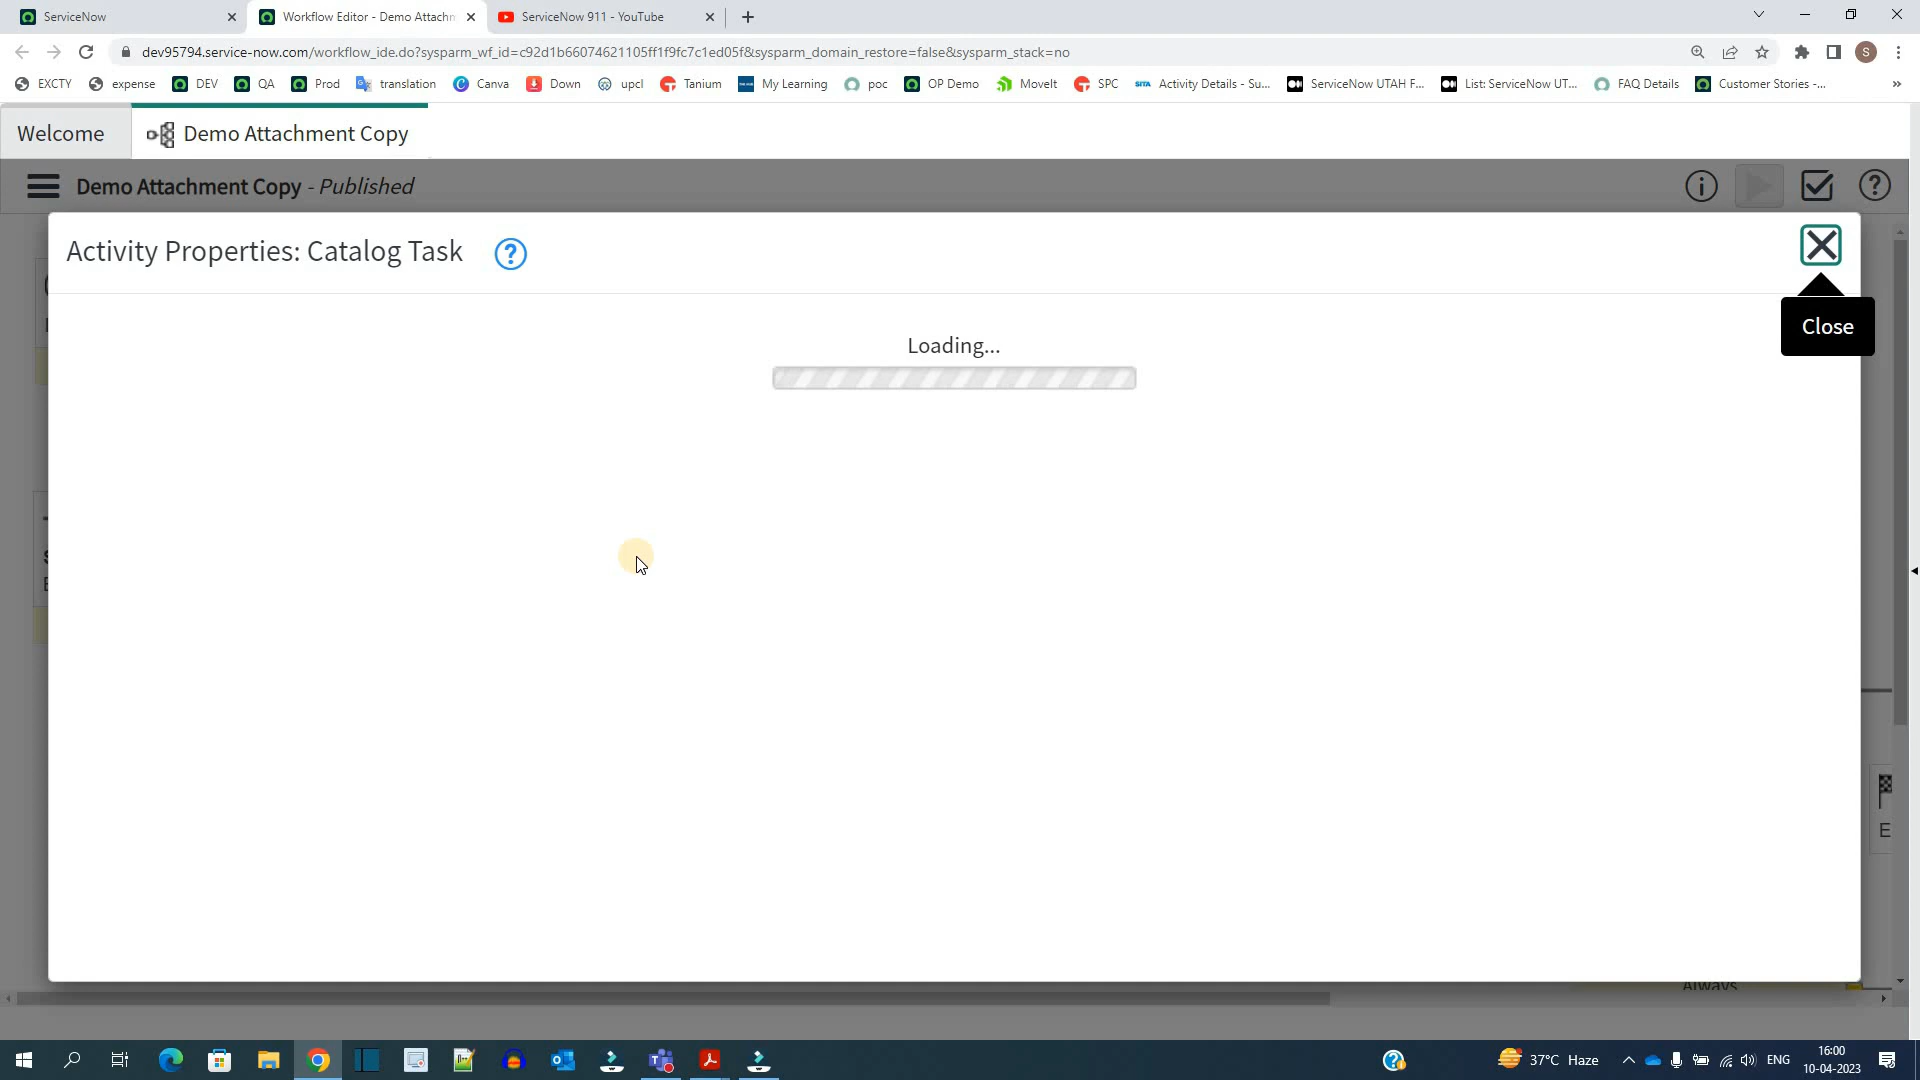 ServiceNow
Workflow Editor - Demo Attachm
ServiceNow 911 - YouTube
dev95794.service-now.com/workflow_ide.do?sysparm_wf_id=c92d1b66074621105ff1f9fc7c1ed05f&sysparm_domain_restore=false&sysparm_stack=no
S
EXCTY expense DEV QA Prod translation Canva Down upcl Tanium My Learning poc OP Demo MoveIt SPC Activity Details - Su... ServiceNow UTAH F... List: ServiceNow UT... FAQ Details Customer Stories -... »
Welcome
Demo Attachment Copy
Demo Attachment Copy - Published
Activity Properties: Catalog Task
Close
Loading...
E
Always
37°C Haze
ENG
16:00
10-04-2023